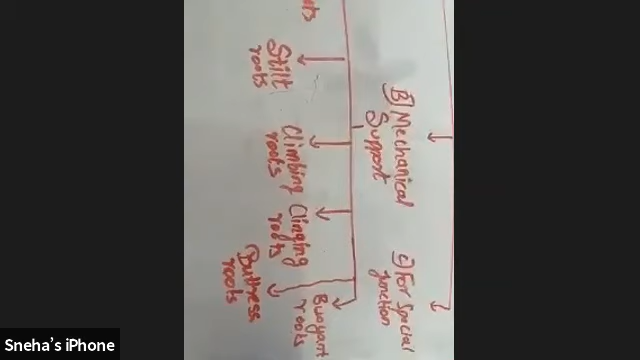 B) Mechanical
Support
C) For Special
function
Stilt
roots
Climbing
roots
Clinging
roots
Buttress
roots
Buoyant
roots
Sneha's iPhone